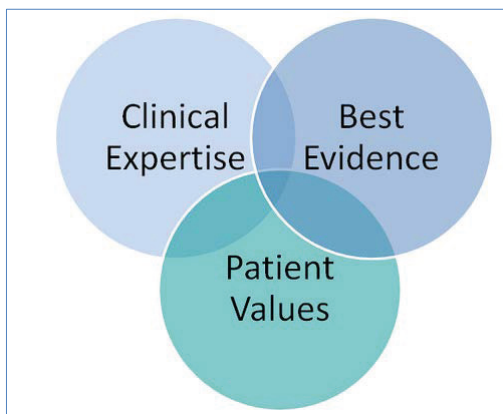 Clinical
Expertise
Best
Evidence
Patient
Values